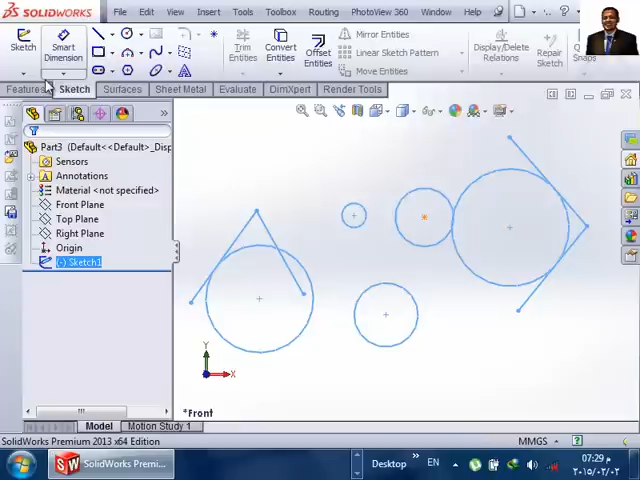 SOLIDWORKS File Edit View Insert Tools Toolbox Routing PhotoView 360 Window
Sketch Smart Dimension Trim Entities Convert Entities Offset Entities Mirror Entities Display/Delete Relations Repair Sketch Quick Snaps
Linear Sketch Pattern
Move Entities
Features Sketch Surfaces Sheet Metal Evaluate DimXpert Render Tools
Part3 (Default<<Default>_Disp
Sensors
Annotations
Material <not specified>
Front Plane
Top Plane
Right Plane
Origin
(-) Sketch1
Y
X
*Front
Model Motion Study 1
SolidWorks Premium 2013 x64 Edition MMGS
SolidWorks Premi... Desktop EN 07:29 م
٢٠١٥/٠٢/٠٢